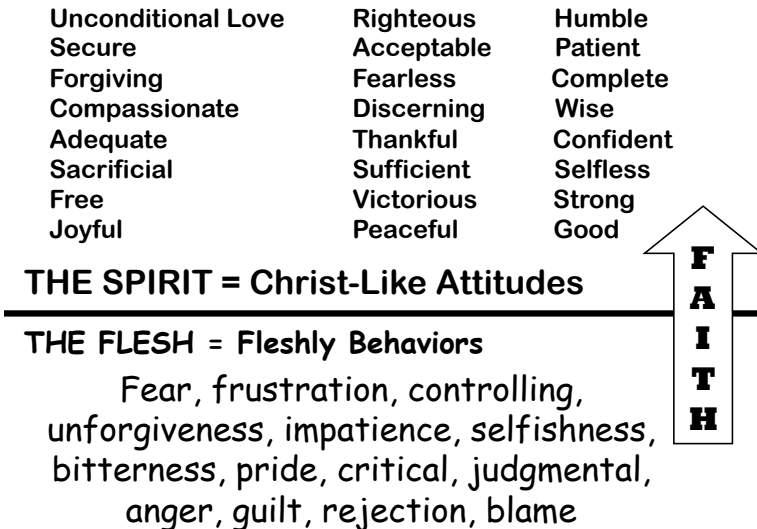 Unconditional Love Righteous Humble
Secure Acceptable Patient
Forgiving Fearless Complete
Compassionate Discerning Wise
Adequate Thankful Confident
Sacrificial Sufficient Selfless
Free Victorious Strong
Joyful Peaceful Good
THE SPIRIT = Christ-Like Attitudes
THE FLESH = Fleshly Behaviors
Fear, frustration, controlling,
unforgiveness, impatience, selfishness,
bitterness, pride, critical, judgmental,
anger, guilt, rejection, blame
F
A
I
T
H